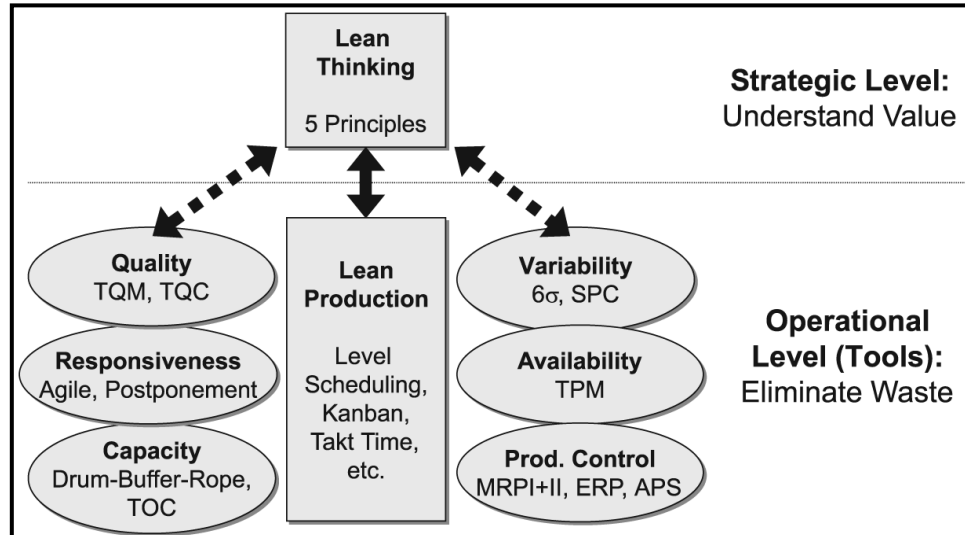 Lean
Thinking
5 Principles
Strategic Level:
Understand Value
Quality
TQM, TQC
Responsiveness
Agile, Postponement
Capacity
Drum-Buffer-Rope,
TOC
Lean
Production
Level
Scheduling,
Kanban,
Takt Time,
etc.
Variability
6σ, SPC
Availability
TPM
Prod. Control
MRPI+II, ERP, APS
Operational
Level (Tools):
Eliminate Waste